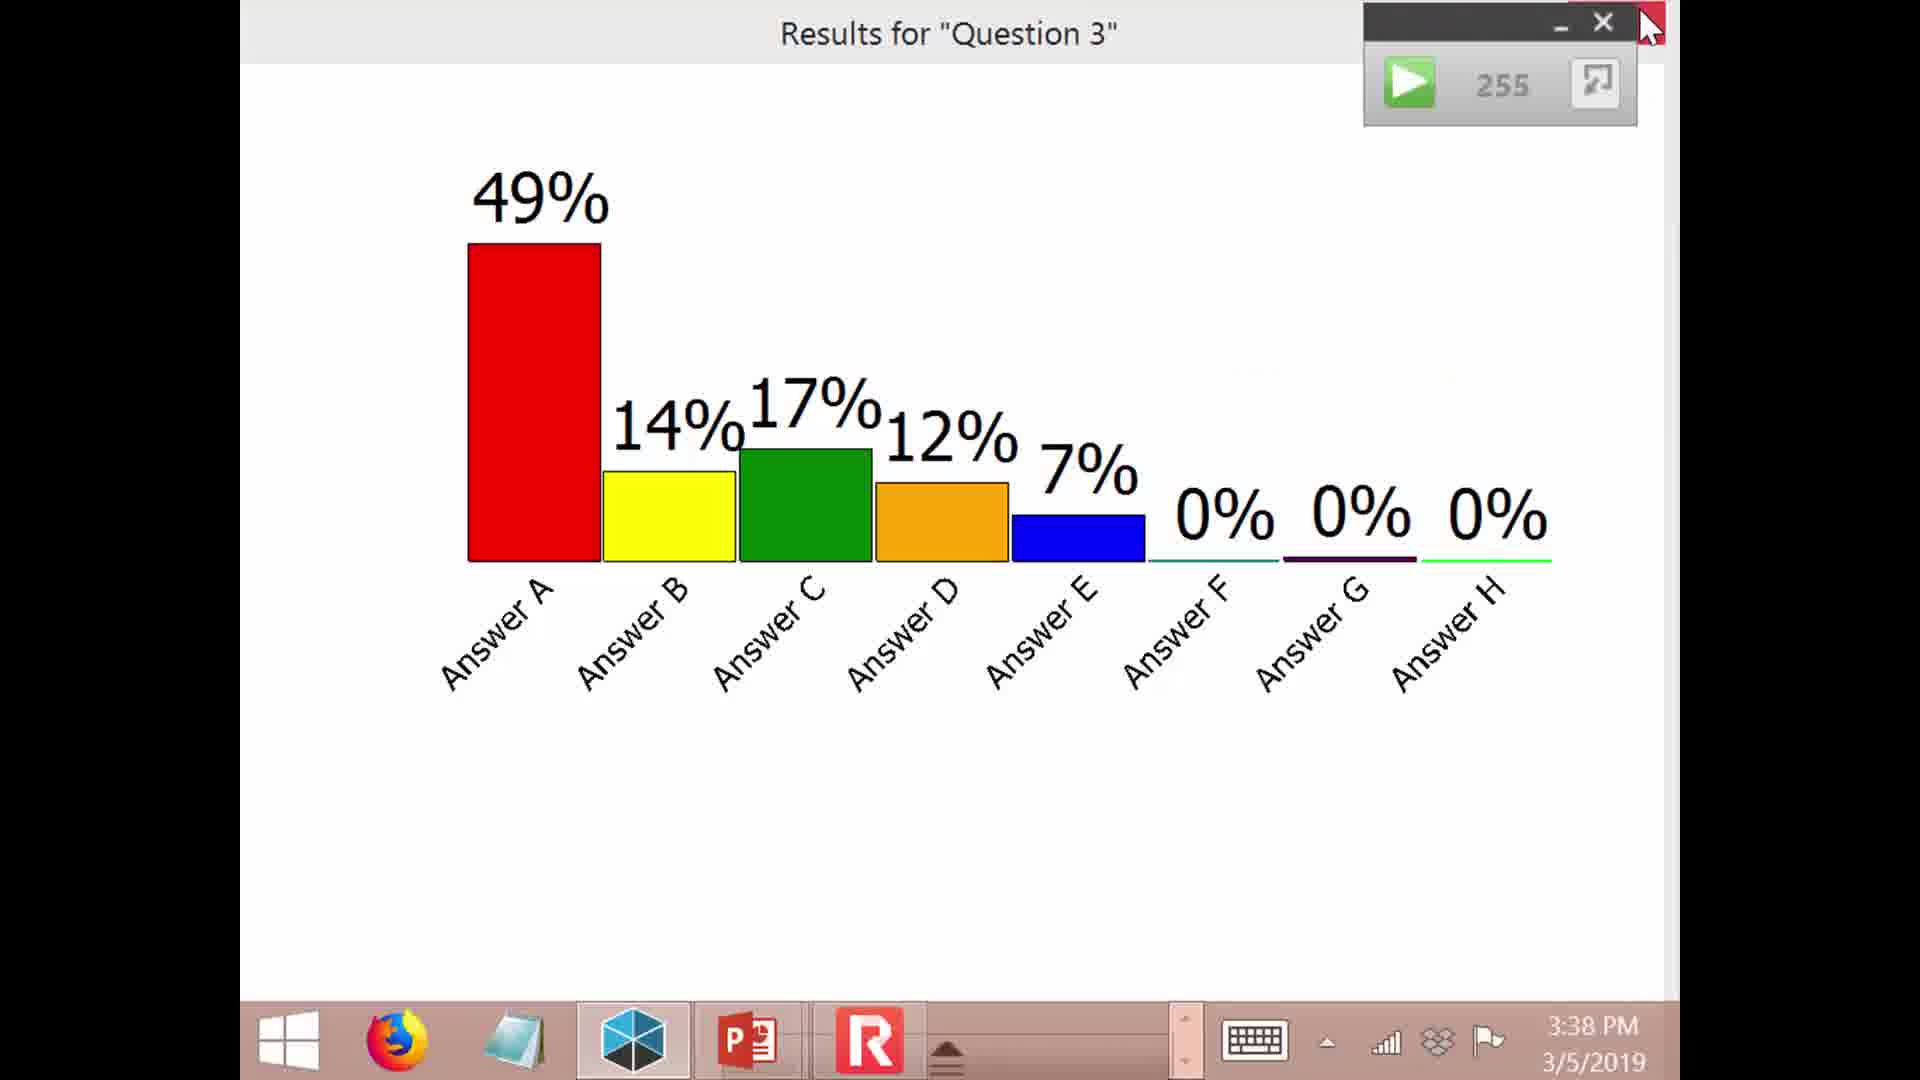 Results for "Question 3"
255
49%
14%
17%
12%
7%
0%
0%
0%
Answer A
Answer B
Answer C
Answer D
Answer E
Answer F
Answer G
Answer H
P
R
3:38 PM
3/5/2019